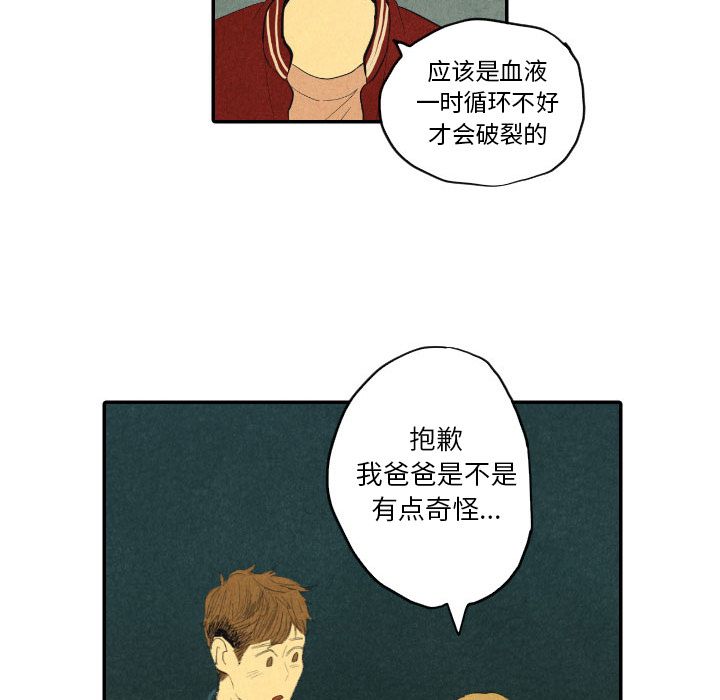 应该是血液
一时循环不好
才会破裂的
抱歉
我爸爸是不是
有点奇怪...